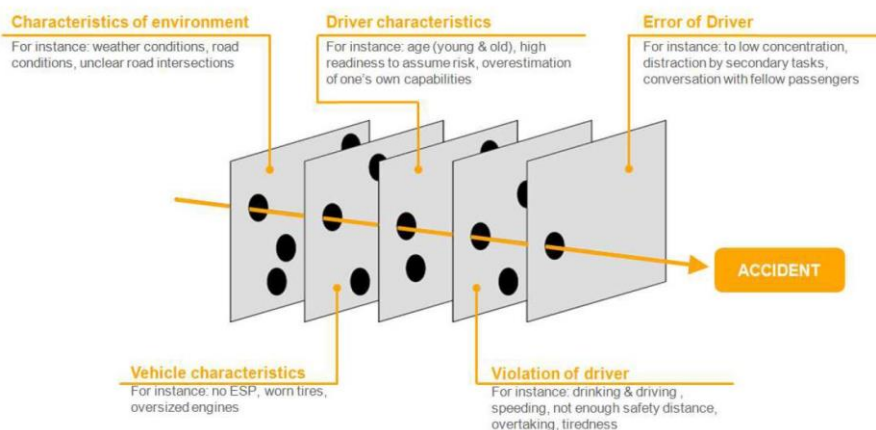 Characteristics of environment
For instance: weather conditions, road
conditions, unclear road intersections
Driver characteristics
For instance: age (young & old), high
readiness to assume risk, overestimation
of one's own capabilities
Error of Driver
For instance: to low concentration,
distraction by secondary tasks,
conversation with fellow passengers
ACCIDENT
Vehicle characteristics
For instance: no ESP, worn tires,
oversized engines
Violation of driver
For instance: drinking & driving ,
speeding, not enough safety distance,
overtaking, tiredness